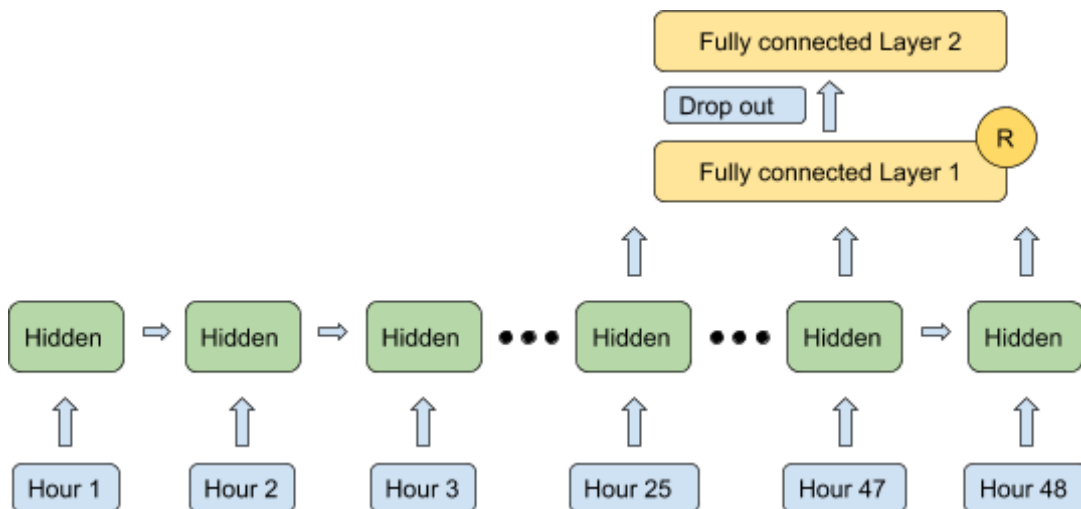 Fully connected Layer 2
Drop out
R
Fully connected Layer 1
Hidden
Hidden
Hidden
Hidden
Hidden
Hidden
Hour 1
Hour 2
Hour 3
Hour 25
Hour 47
Hour 48